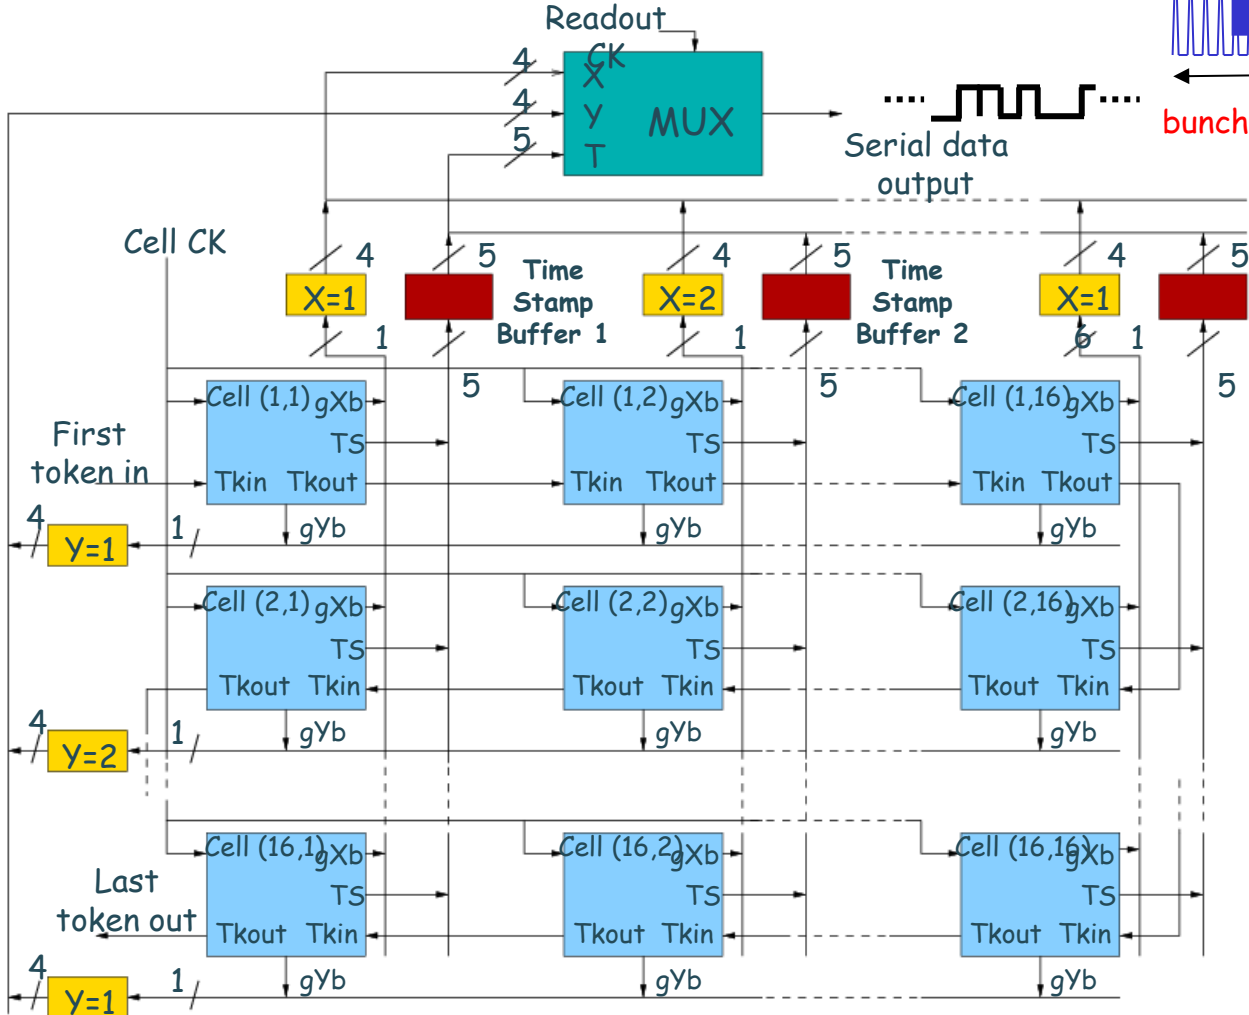 Readout
CK
4
X
4
Y
MUX
5
T
bunch
Serial data
output
Cell CK
4
5
Time
Stamp
Buffer 1
4
5
Time
Stamp
Buffer 2
4
5
X=1
X=2
X=1
6
1
1
1
5
5
5
Cell (1,1)
gXb
TS
Tkin
Tkout
Cell (1,2)
gXb
TS
Tkin
Tkout
Cell (1,16)
gXb
TS
Tkin
Tkout
First
token in
4
Y=1
1
gYb
gYb
gYb
Cell (2,1)
gXb
TS
Tkout
Tkin
Cell (2,2)
gXb
TS
Tkout
Tkin
Cell (2,16)
gXb
TS
Tkout
Tkin
4
Y=2
1
gYb
gYb
gYb
Cell (16,1)
gXb
TS
Tkout
Tkin
Cell (16,2)
gXb
TS
Tkout
Tkin
Cell (16,16)
gXb
TS
Tkout
Tkin
Last
token out
4
Y=1
1
gYb
gYb
gYb